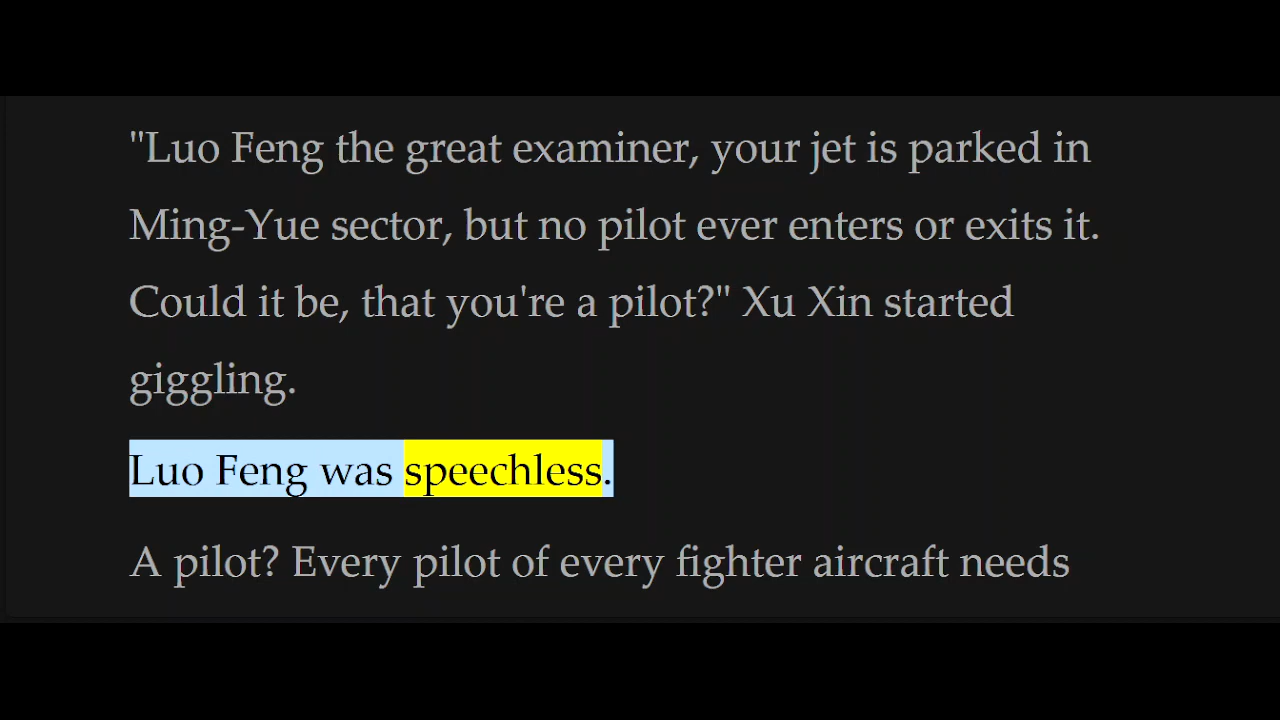 "Luo Feng the great examiner, your jet is parked in
Ming-Yue sector, but no pilot ever enters or exits it.
Could it be, that you're a pilot?" Xu Xin started
giggling.
Luo Feng was speechless.
A pilot? Every pilot of every fighter aircraft needs